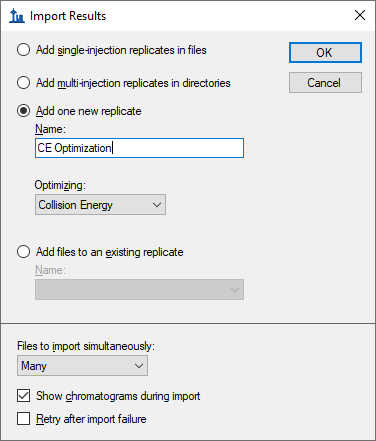 Import Results
Add single-injection replicates in files
OK
Add multi-injection replicates in directories
Cancel
Add one new replicate
Name:
CE Optimization
Optimizing:
Collision Energy
Add files to an existing replicate
Name:
Files to import simultaneously:
Many
Show chromatograms during import
Retry after import failure